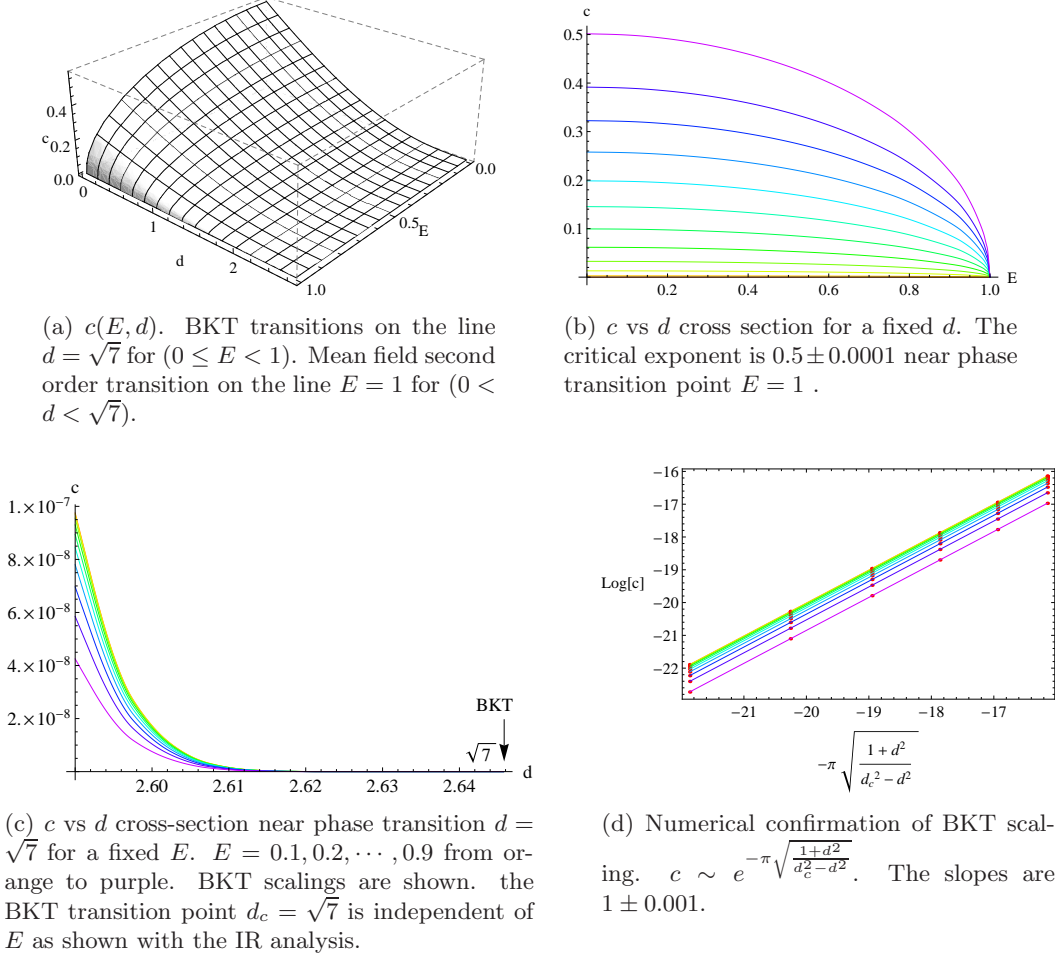 c
0.4
0.2
0.0
0
1
2
d
0.0
0.5
E
1.0
c
0.5
0.4
0.3
0.2
0.1
0.2
0.4
0.6
0.8
1.0
E
(a) c(E, d). BKT transitions on the line
d = √7 for (0 ≤ E < 1). Mean field second
order transition on the line E = 1 for (0 <
d < √7).
(b) c vs d cross section for a fixed d. The
critical exponent is 0.5±0.0001 near phase
transition point E = 1 .
c
1.×10⁻⁷
8.×10⁻⁸
6.×10⁻⁸
4.×10⁻⁸
2.×10⁻⁸
2.60
2.61
2.62
2.63
2.64
d
BKT
√7
Log[c]
−16
−17
−18
−19
−20
−21
−22
−21
−20
−19
−18
−17
−π √((1 + d²)/(d_c² − d²))
(c) c vs d cross-section near phase transition d =
√7 for a fixed E. E = 0.1, 0.2, ⋯ , 0.9 from or-
ange to purple. BKT scalings are shown. the
BKT transition point d_c = √7 is independent of
E as shown with the IR analysis.
(d) Numerical confirmation of BKT scal-
ing. c ∼ e^{−π√((1+d²)/(d_c²−d²))}. The slopes are
1 ± 0.001.